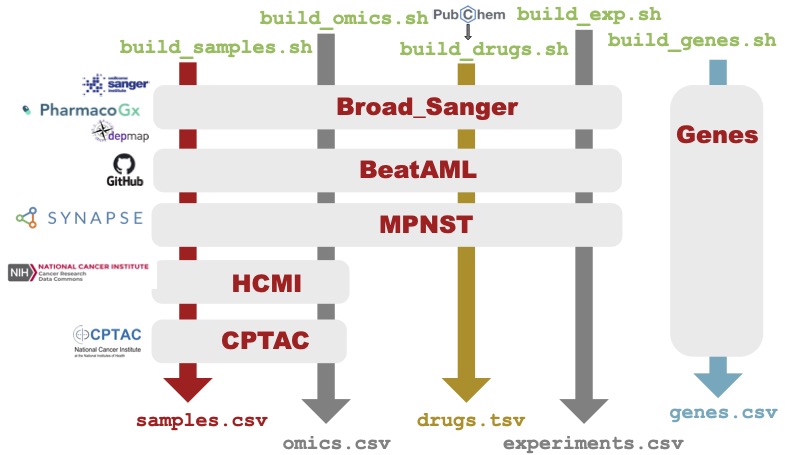 build_omics.sh
PubChem
build_exp.sh
build_samples.sh
build_drugs.sh
build_genes.sh
wellcome
sanger
institute
PharmacoGx
depmap
Broad_Sanger
Genes
GitHub
BeatAML
SYNAPSE
MPNST
NIH NATIONAL CANCER INSTITUTE
Cancer Research
Data Commons
HCMI
CPTAC
National Cancer Institute
at the National Institutes of Health
CPTAC
samples.csv
drugs.tsv
genes.csv
omics.csv
experiments.csv